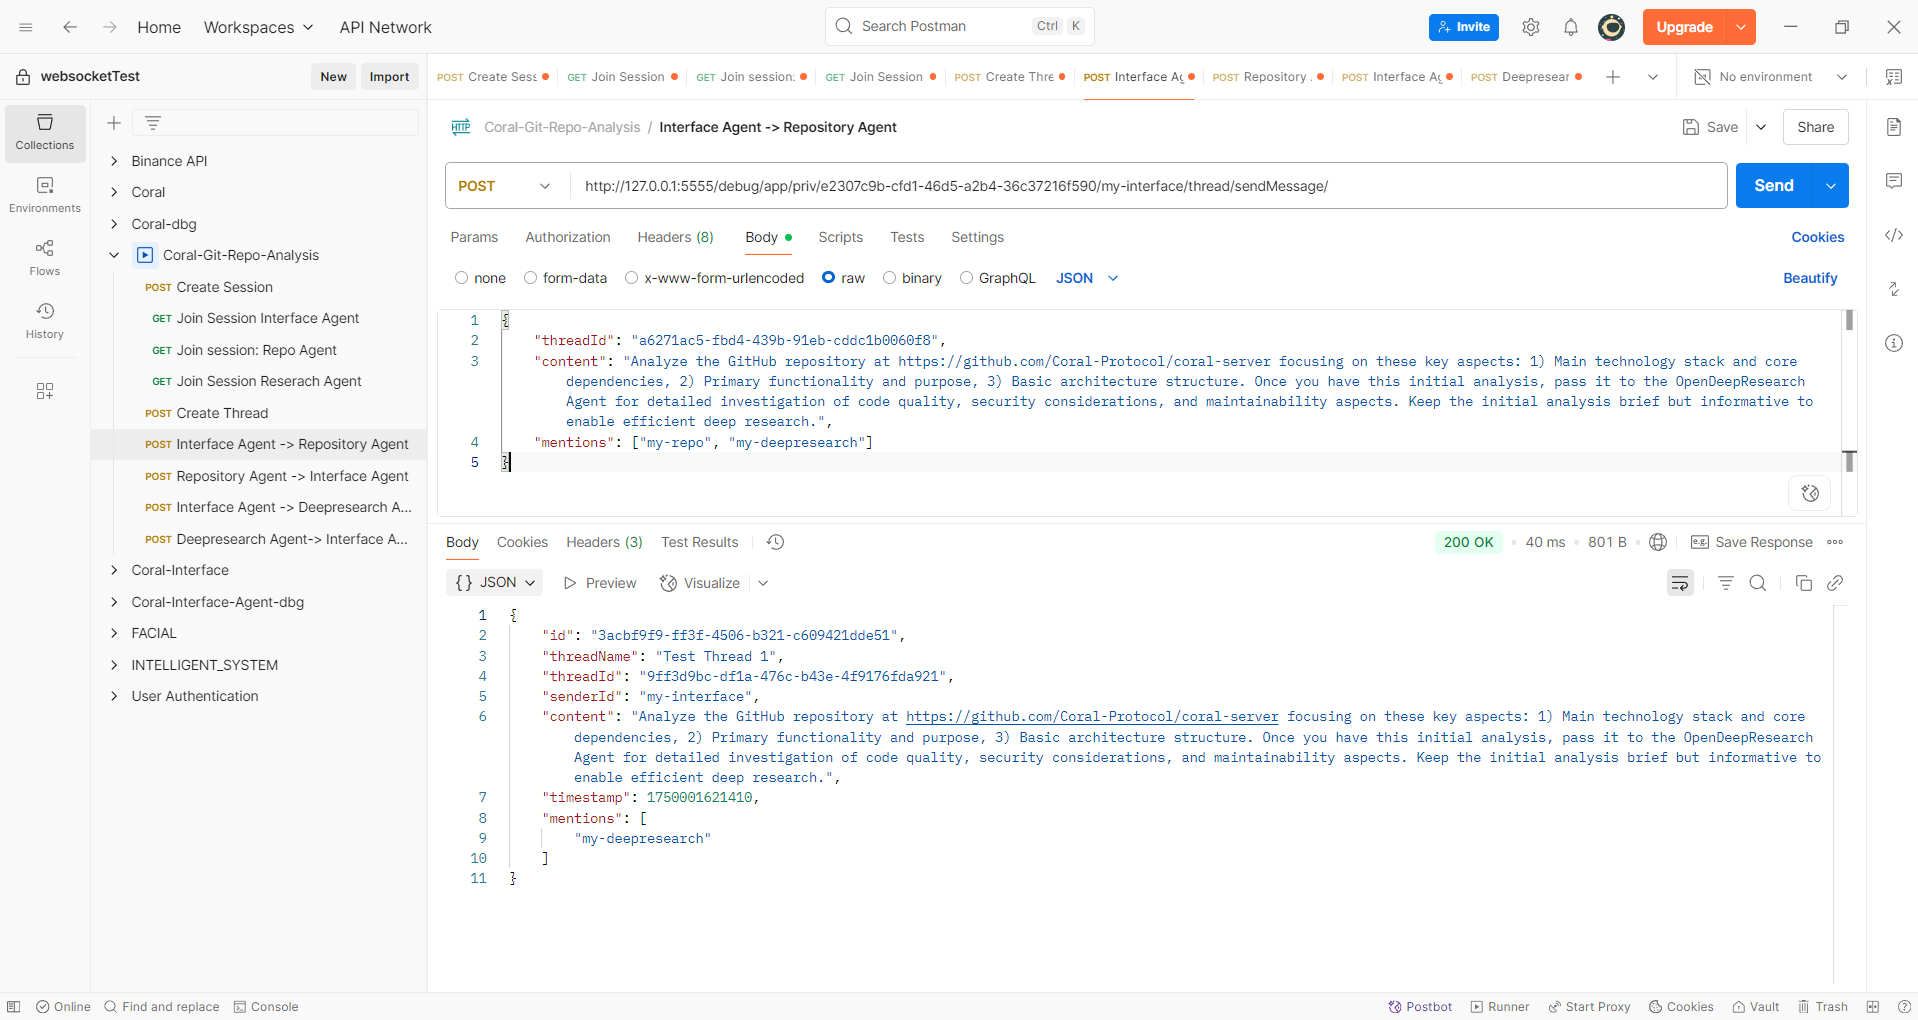 Home Workspaces API Network Search Postman Ctrl K Invite Upgrade
websocketTest New Import
POST Create Sess GET Join Session GET Join session: GET Join Session POST Create Thre POST Interface Ag POST Repository . POST Interface Ag POST Deepresear No environment
Collections
Environments
Flows
History
Binance API
Coral
Coral-dbg
Coral-Git-Repo-Analysis
POST Create Session
GET Join Session Interface Agent
GET Join session: Repo Agent
GET Join Session Reserach Agent
POST Create Thread
POST Interface Agent -> Repository Agent
POST Repository Agent -> Interface Agent
POST Interface Agent -> Deepresearch A...
POST Deepresearch Agent-> Interface A...
Coral-Interface
Coral-Interface-Agent-dbg
FACIAL
INTELLIGENT_SYSTEM
User Authentication
HTTP Coral-Git-Repo-Analysis / Interface Agent -> Repository Agent Save Share
POST http://127.0.0.1:5555/debug/app/priv/e2307c9b-cfd1-46d5-a2b4-36c37216f590/my-interface/thread/sendMessage/ Send
Params Authorization Headers (8) Body Scripts Tests Settings Cookies
none form-data x-www-form-urlencoded raw binary GraphQL JSON Beautify
1 {
2 "threadId": "a6271ac5-fbd4-439b-91eb-cddc1b0060f8",
3 "content": "Analyze the GitHub repository at https://github.com/Coral-Protocol/coral-server focusing on these key aspects: 1) Main technology stack and core
dependencies, 2) Primary functionality and purpose, 3) Basic architecture structure. Once you have this initial analysis, pass it to the OpenDeepResearch
Agent for detailed investigation of code quality, security considerations, and maintainability aspects. Keep the initial analysis brief but informative to
enable efficient deep research.",
4 "mentions": ["my-repo", "my-deepresearch"]
5 }
Body Cookies Headers (3) Test Results 200 OK 40 ms 801 B e.g. Save Response
{} JSON Preview Visualize
1 {
2 "id": "3acbf9f9-ff3f-4506-b321-c609421dde51",
3 "threadName": "Test Thread 1",
4 "threadId": "9ff3d9bc-df1a-476c-b43e-4f9176fda921",
5 "senderId": "my-interface",
6 "content": "Analyze the GitHub repository at https://github.com/Coral-Protocol/coral-server focusing on these key aspects: 1) Main technology stack and core
dependencies, 2) Primary functionality and purpose, 3) Basic architecture structure. Once you have this initial analysis, pass it to the OpenDeepResearch
Agent for detailed investigation of code quality, security considerations, and maintainability aspects. Keep the initial analysis brief but informative to
enable efficient deep research.",
7 "timestamp": 1750001621410,
8 "mentions": [
9 "my-deepresearch"
10 ]
11 }
Online Find and replace Console Postbot Runner Start Proxy Cookies Vault Trash